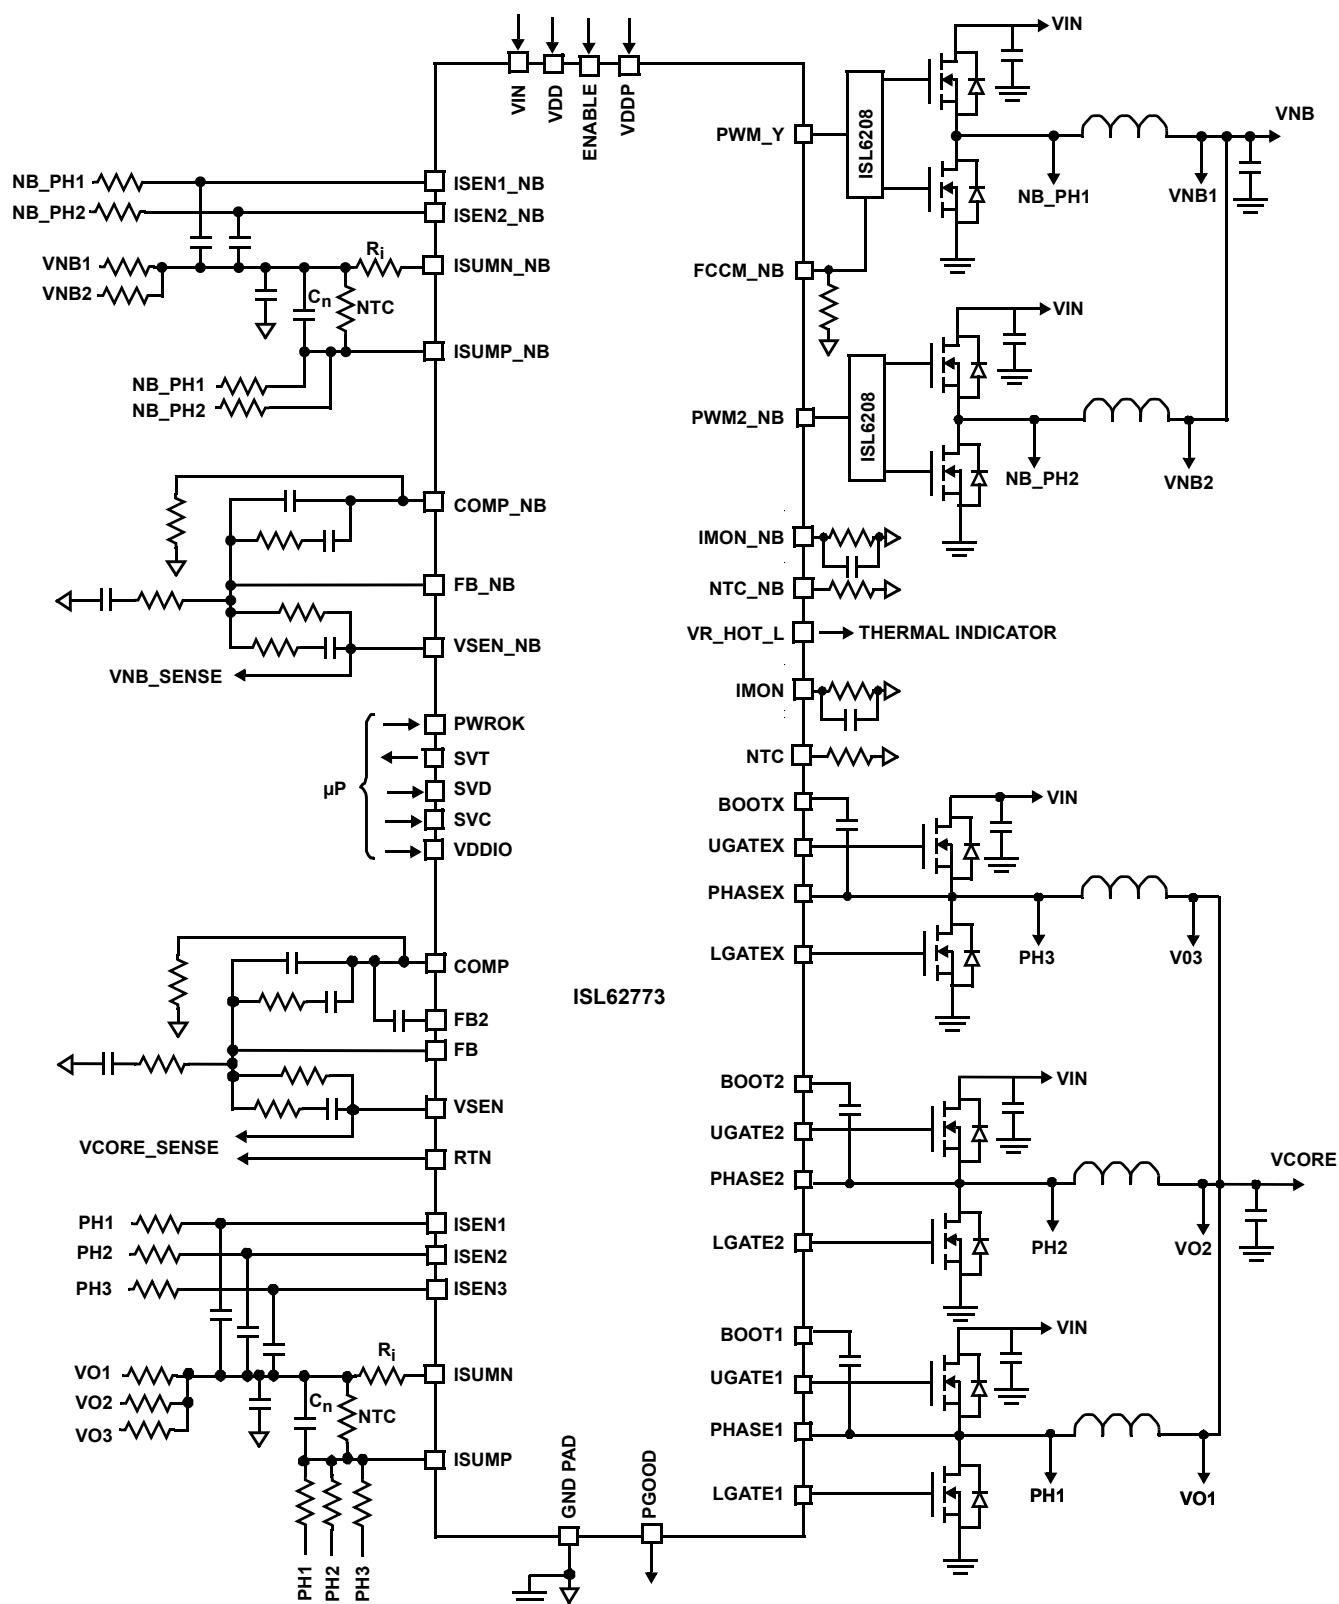 VIN
VDD
ENABLE
VDDP
NB_PH1
NB_PH2
VNB1
VNB2
Ri
Cn
NTC
NB_PH1
NB_PH2
ISEN1_NB
ISEN2_NB
ISUMN_NB
ISUMP_NB
COMP_NB
FB_NB
VSEN_NB
VNB_SENSE
µP
PWROK
SVT
SVD
SVC
VDDIO
COMP
FB2
FB
VSEN
RTN
VCORE_SENSE
PH1
PH2
PH3
ISEN1
ISEN2
ISEN3
VO1
VO2
VO3
Ri
Cn
NTC
ISUMN
ISUMP
PH1
PH2
PH3
GND PAD
PGOOD
ISL62773
PWM_Y
ISL6208
VIN
NB_PH1
VNB1
VNB
FCCM_NB
PWM2_NB
ISL6208
VIN
NB_PH2
VNB2
IMON_NB
NTC_NB
VR_HOT_L
THERMAL INDICATOR
IMON
NTC
BOOTX
UGATEX
PHASEX
LGATEX
VIN
PH3
V03
BOOT2
UGATE2
PHASE2
LGATE2
VIN
PH2
VO2
VCORE
BOOT1
UGATE1
PHASE1
LGATE1
VIN
PH1
VO1